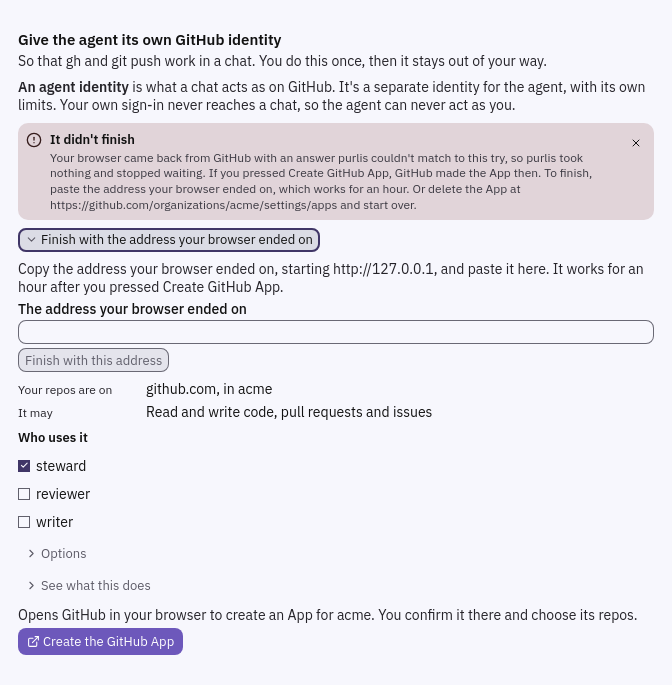 Give the agent its own GitHub identity
So that gh and git push work in a chat. You do this once, then it stays out of your way.
An agent identity is what a chat acts as on GitHub. It's a separate identity for the agent, with its own
limits. Your own sign-in never reaches a chat, so the agent can never act as you.
It didn't finish
Your browser came back from GitHub with an answer purlis couldn't match to this try, so purlis took
nothing and stopped waiting. If you pressed Create GitHub App, GitHub made the App then. To finish,
paste the address your browser ended on, which works for an hour. Or delete the App at
https://github.com/organizations/acme/settings/apps and start over.
Finish with the address your browser ended on
Copy the address your browser ended on, starting http://127.0.0.1, and paste it here. It works for an
hour after you pressed Create GitHub App.
The address your browser ended on
Finish with this address
Your repos are on github.com, in acme
It may Read and write code, pull requests and issues
Who uses it
steward
reviewer
writer
Options
See what this does
Opens GitHub in your browser to create an App for acme. You confirm it there and choose its repos.
Create the GitHub App